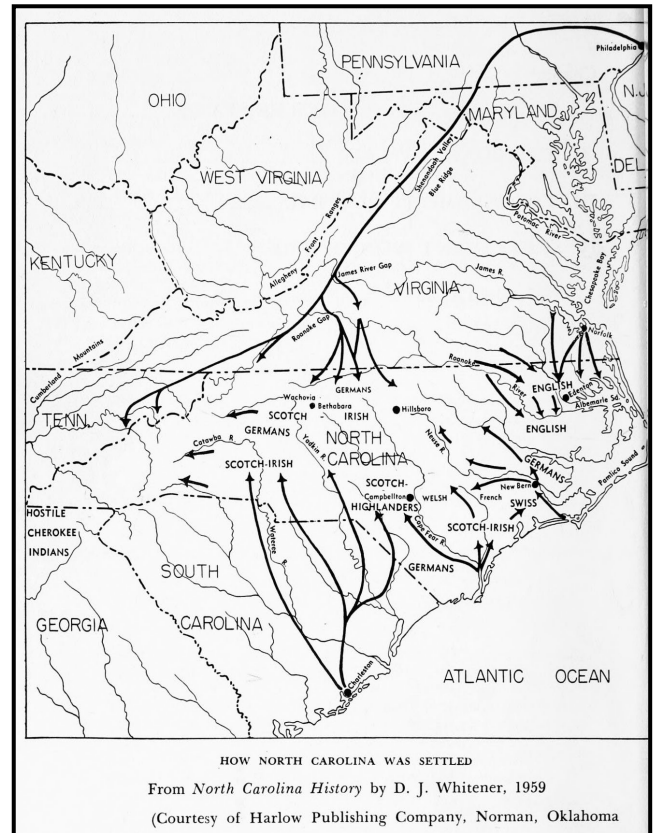 Philadelphia
PENNSYLVANIA
N.J.
OHIO
MARYLAND
DEL.
WEST VIRGINIA
Shenandoah Valley
Blue Ridge
Potomac River
Allegheny Front Ranges
Chesapeake Bay
KENTUCKY
James River Gap
James R.
VIRGINIA
Roanoke Gap
Norfolk
Cumberland Mountains
Roanoke River
GERMANS
ENGLISH
Edenton
Albemarle Sd.
Wachovia
Bethabara
Hillsboro
TENN.
SCOTCH IRISH
ENGLISH
GERMANS
NORTH CAROLINA
Neuse R.
Catawba R.
Yadkin R.
SCOTCH-IRISH
GERMANS
Pamlico Sound
SCOTCH-
HIGHLANDERS
Campbellton
WELSH
French
New Bern
SWISS
HOSTILE
CHEROKEE
INDIANS
Wateree R.
Cape Fear R.
SCOTCH-IRISH
GERMANS
SOUTH
CAROLINA
GEORGIA
ATLANTIC OCEAN
Charleston
HOW NORTH CAROLINA WAS SETTLED
From North Carolina History by D. J. Whitener, 1959
(Courtesy of Harlow Publishing Company, Norman, Oklahoma